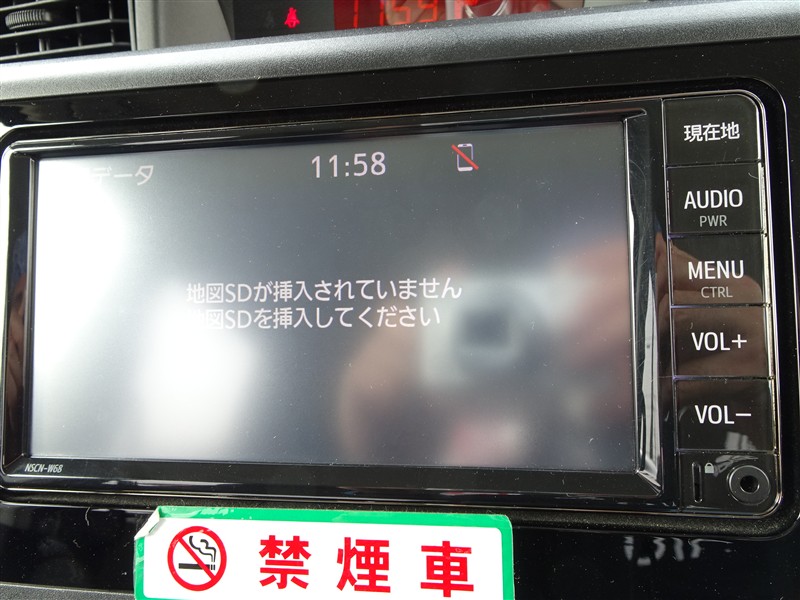 データ
11:58
地図SDが挿入されていません
地図SDを挿入してください
現在地
AUDIO
PWR
MENU
CTRL
VOL+
VOL−
NSCN-W68
禁煙車